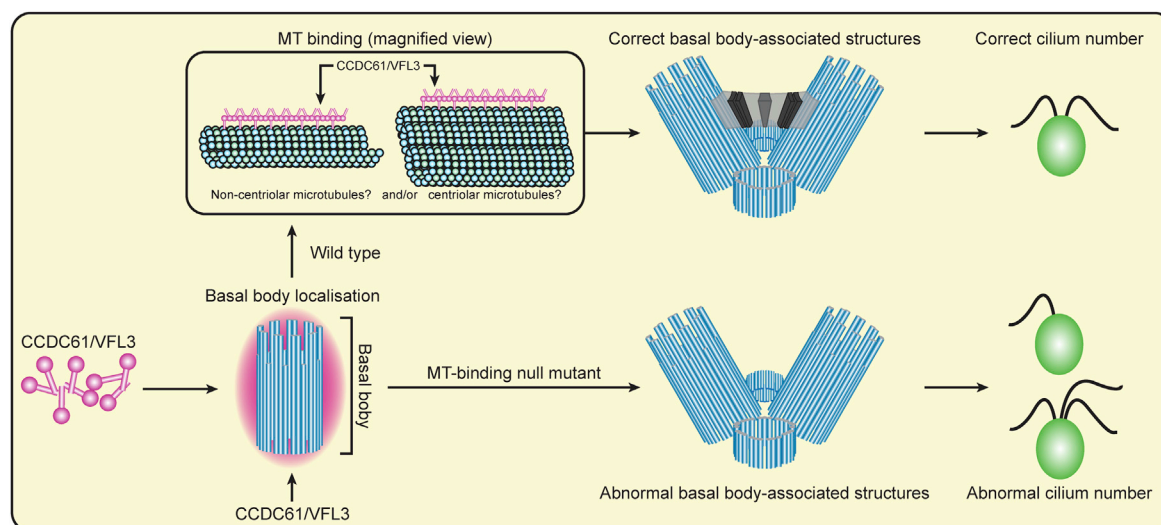 MT binding (magnified view)
CCDC61/VFL3
Non-centriolar microtubules? and/or centriolar microtubules?
Correct basal body-associated structures
Correct cilium number
Wild type
Basal body localisation
CCDC61/VFL3
Basal boby
MT-binding null mutant
CCDC61/VFL3
Abnormal basal body-associated structures
Abnormal cilium number